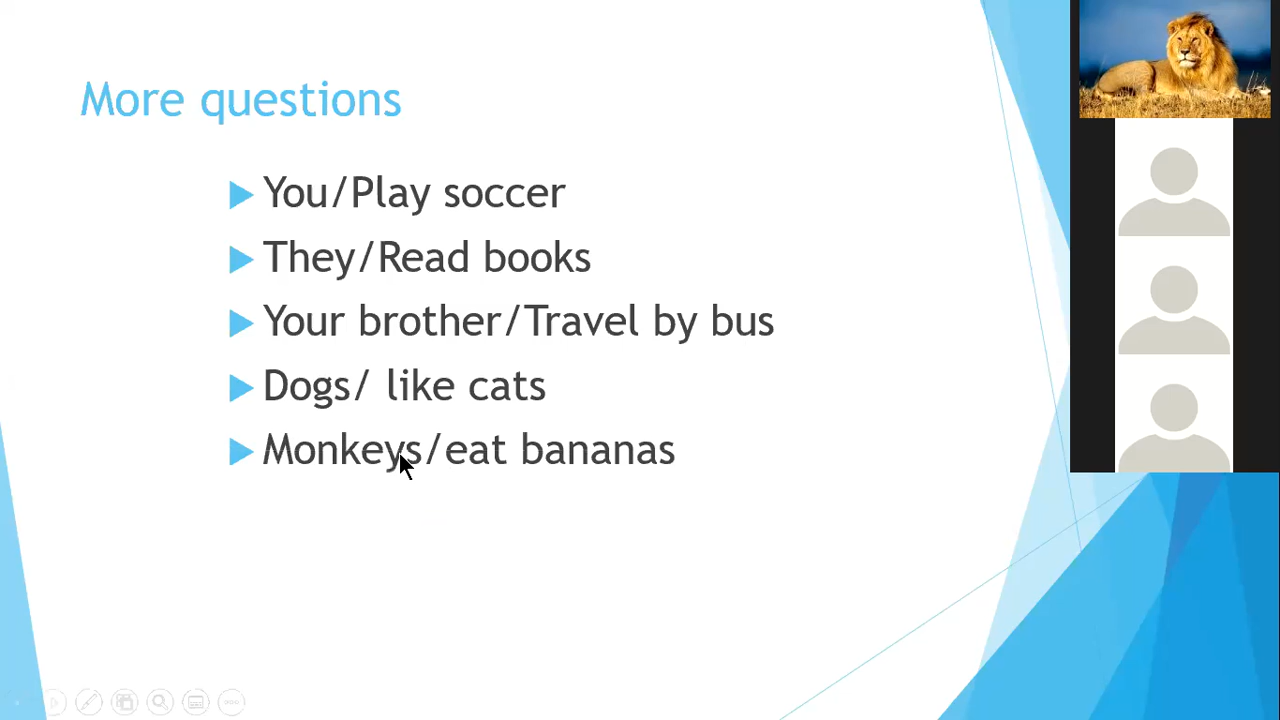 More questions
You/Play soccer
They/Read books
Your brother/Travel by bus
Dogs/ like cats
Monkeys/eat bananas